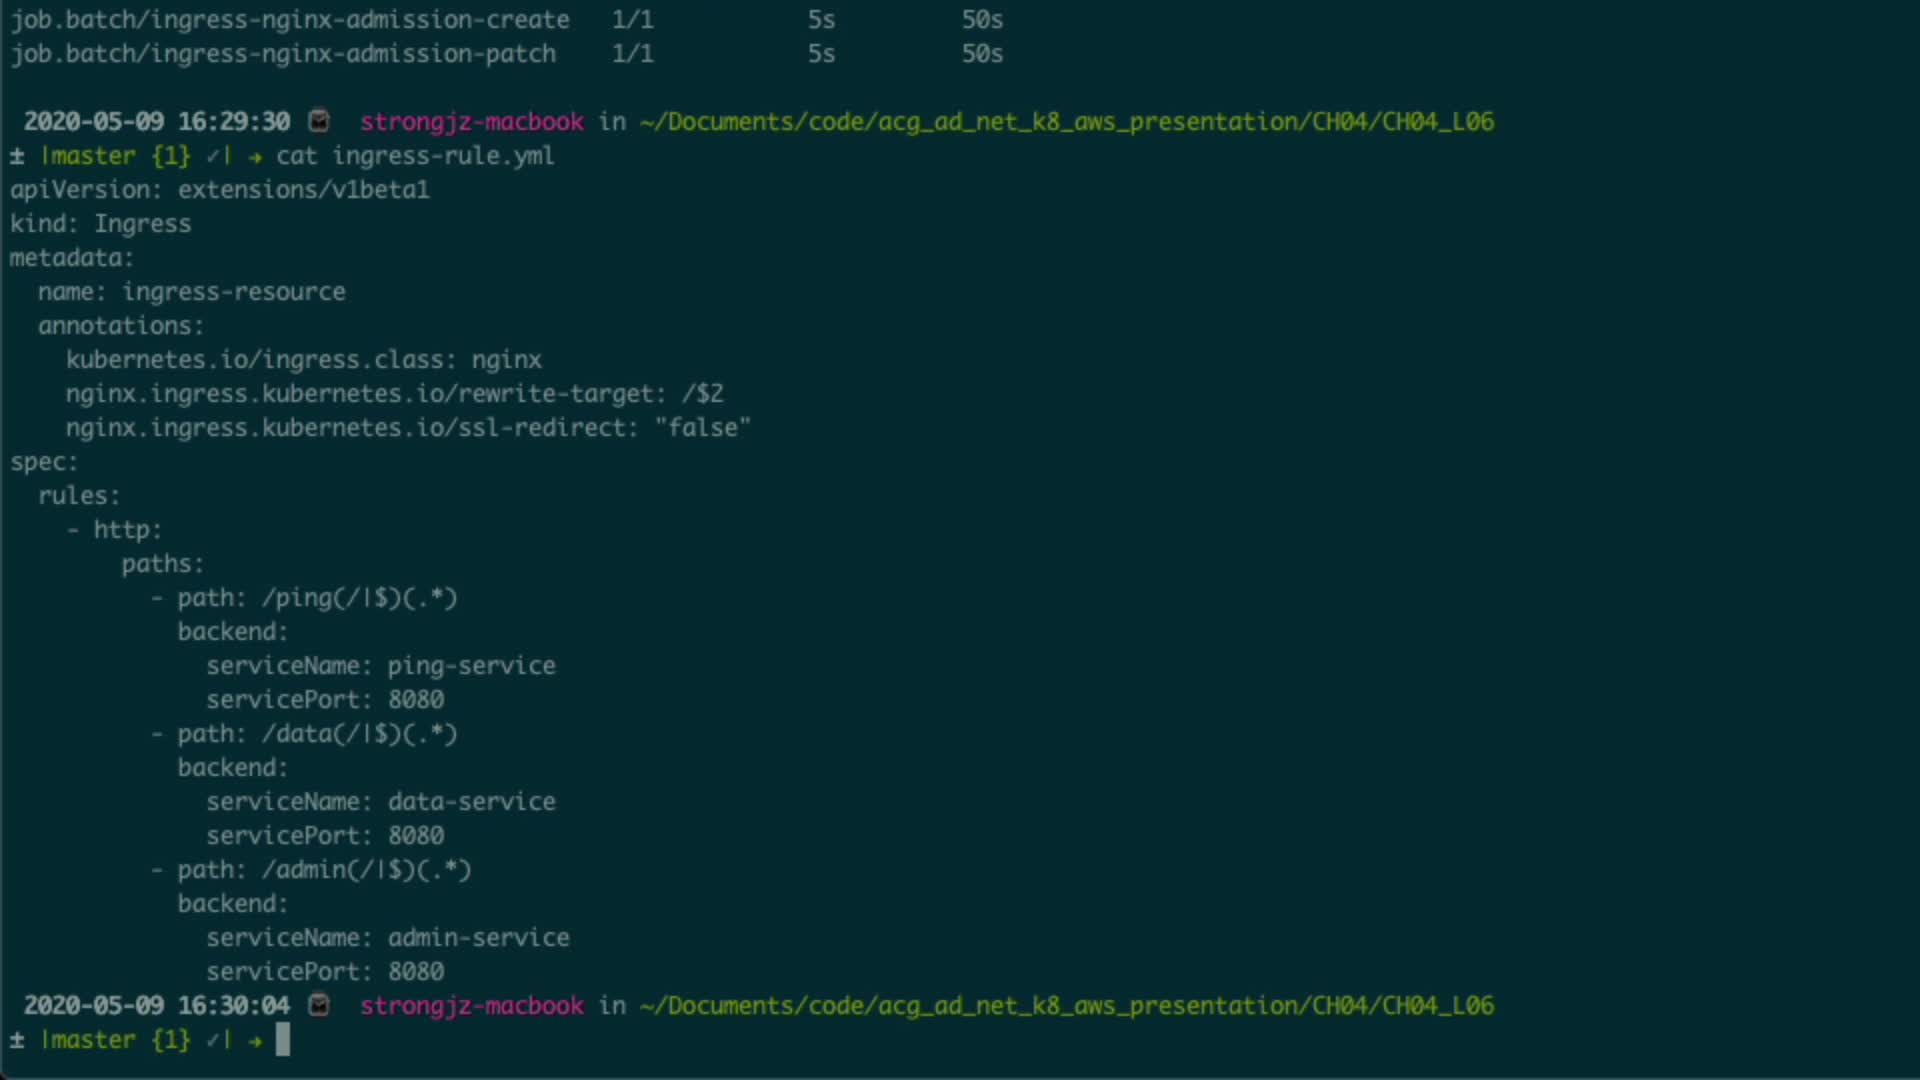 job.batch/ingress-nginx-admission-create   1/1           5s         50s
job.batch/ingress-nginx-admission-patch    1/1           5s         50s
2020-05-09 16:29:30 strongjz-macbook in ~/Documents/code/acg_ad_net_k8_aws_presentation/CH04/CH04_L06
± |master {1} ✓| → cat ingress-rule.yml
apiVersion: extensions/v1beta1
kind: Ingress
metadata:
  name: ingress-resource
  annotations:
    kubernetes.io/ingress.class: nginx
    nginx.ingress.kubernetes.io/rewrite-target: /$2
    nginx.ingress.kubernetes.io/ssl-redirect: "false"
spec:
  rules:
    - http:
        paths:
          - path: /ping(/|$)(.*)
            backend:
              serviceName: ping-service
              servicePort: 8080
          - path: /data(/|$)(.*)
            backend:
              serviceName: data-service
              servicePort: 8080
          - path: /admin(/|$)(.*)
            backend:
              serviceName: admin-service
              servicePort: 8080
2020-05-09 16:30:04 strongjz-macbook in ~/Documents/code/acg_ad_net_k8_aws_presentation/CH04/CH04_L06
± |master {1} ✓| →